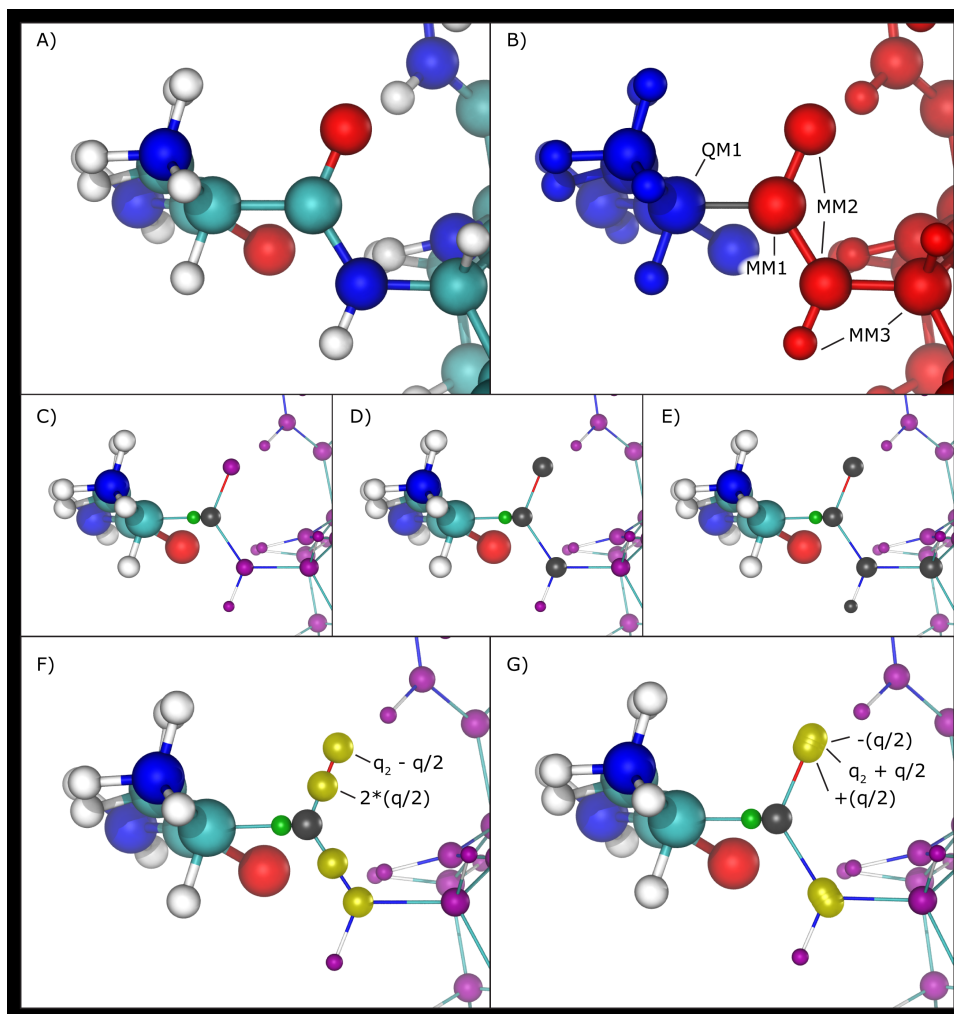 A)
B)
QM1
MM2
MM1
MM3
C)
D)
E)
F)
q₂ - q/2
2*(q/2)
G)
-(q/2)
q₂ + q/2
+(q/2)